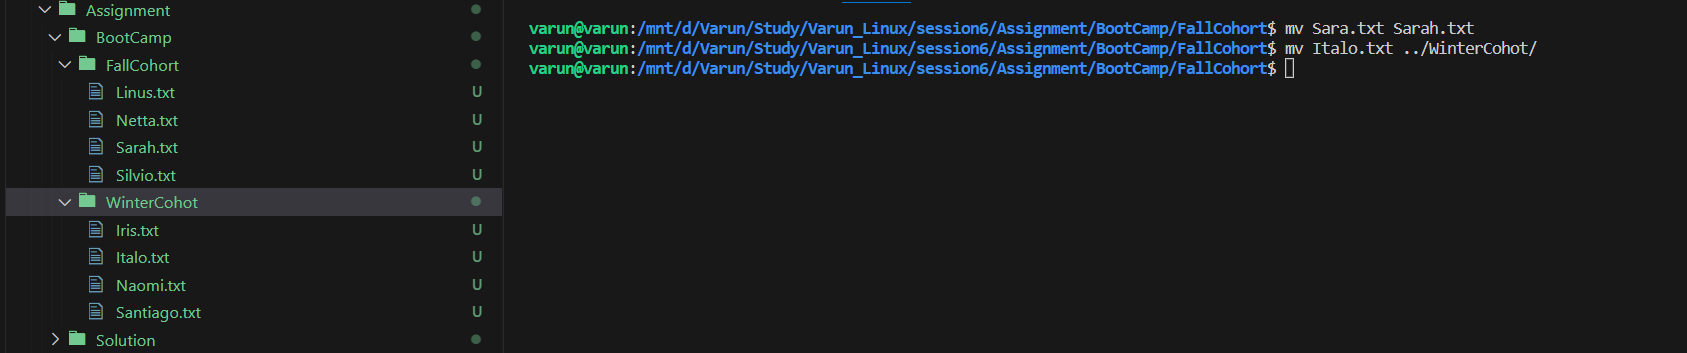 Assignment
BootCamp
FallCohort
Linus.txt U
Netta.txt U
Sarah.txt U
Silvio.txt U
WinterCohot
Iris.txt U
Italo.txt U
Naomi.txt U
Santiago.txt U
Solution
varun@varun:/mnt/d/Varun/Study/Varun_Linux/session6/Assignment/BootCamp/FallCohort$ mv Sara.txt Sarah.txt
varun@varun:/mnt/d/Varun/Study/Varun_Linux/session6/Assignment/BootCamp/FallCohort$ mv Italo.txt ../WinterCohot/
varun@varun:/mnt/d/Varun/Study/Varun_Linux/session6/Assignment/BootCamp/FallCohort$